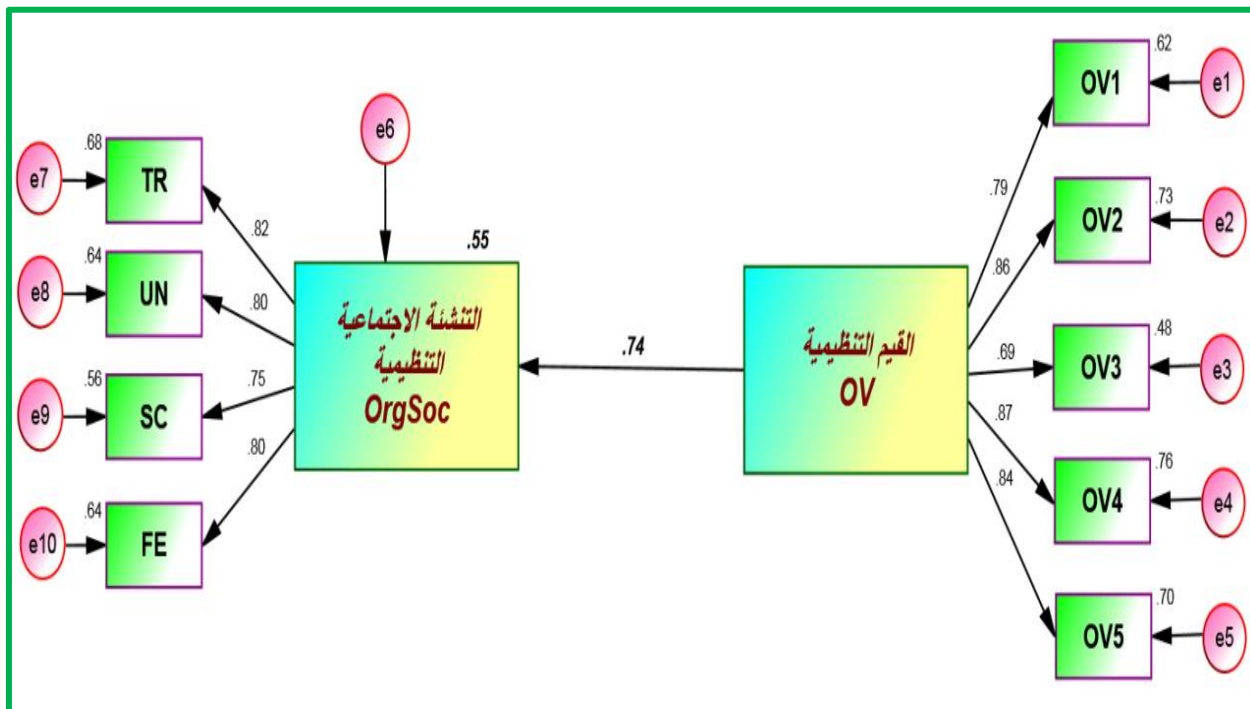 e6
e7
.68
TR
.82
e8
.64
UN
.80
e9
.56
SC
.75
e10
.64
FE
.80
.55
التنشئة الاجتماعية
التنظيمية
OrgSoc
.74
القيم التنظيمية
OV
.79
OV1
.62
e1
.86
OV2
.73
e2
.69
OV3
.48
e3
.87
OV4
.76
e4
.84
OV5
.70
e5